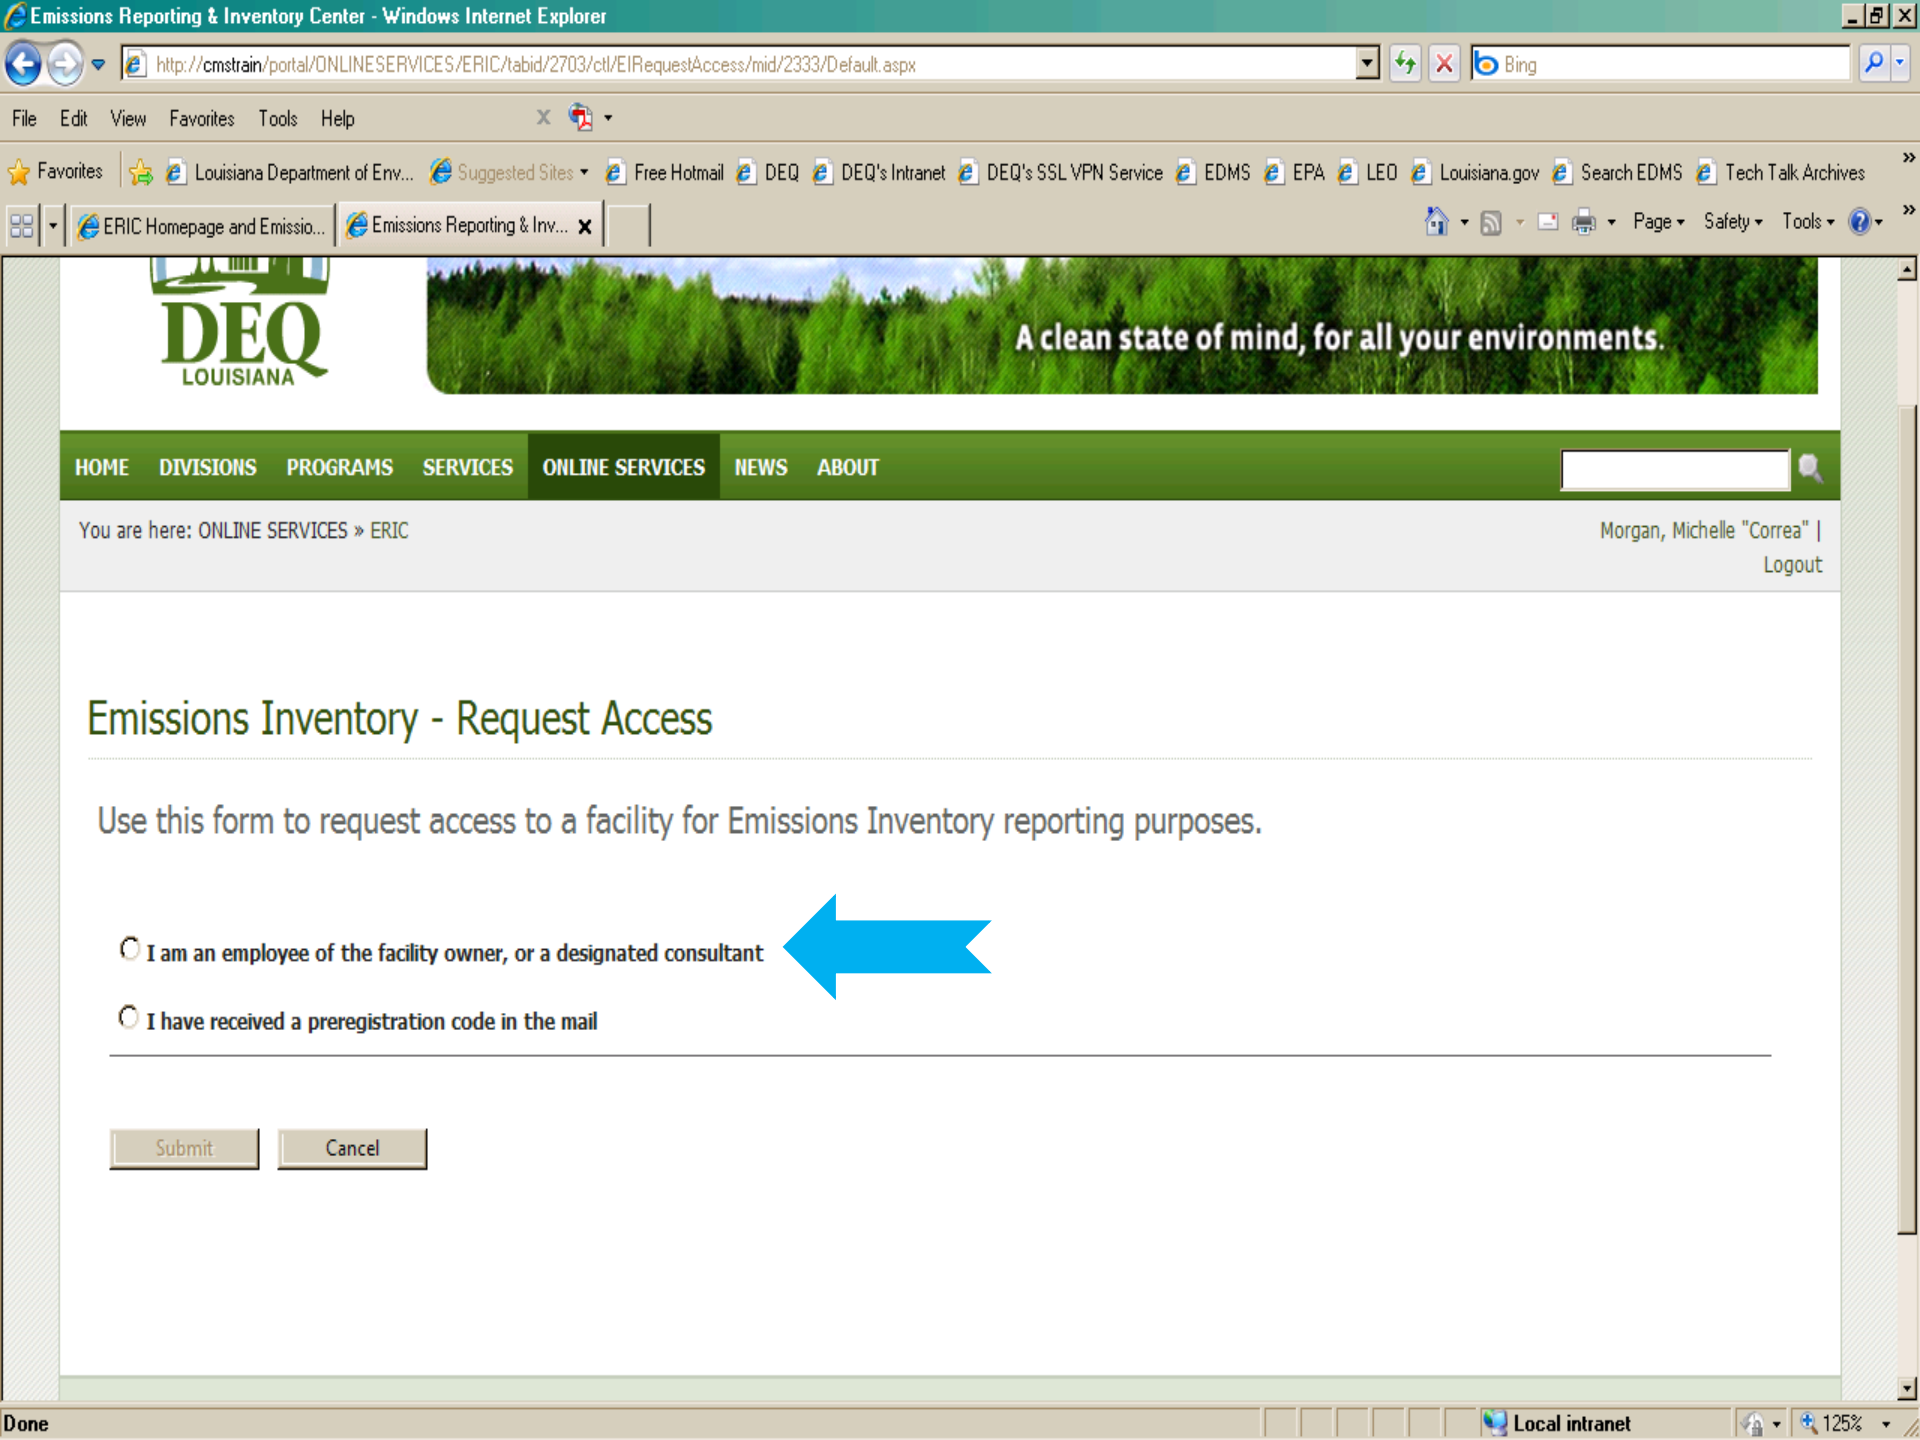 Emissions Reporting & Inventory Center - Windows Internet Explorer
http://cmstrain/portal/ONLINESERVICES/ERIC/tabid/2703/ctl/EIRequestAccess/mid/2333/Default.aspx
Bing
File Edit View Favorites Tools Help
x
Favorites Louisiana Department of Env... Suggested Sites Free Hotmail DEQ DEQ's Intranet DEQ's SSL VPN Service EDMS EPA LEO Louisiana.gov Search EDMS Tech Talk Archives »
ERIC Homepage and Emissio... Emissions Reporting & Inv... x Page Safety Tools »
DEQ
LOUISIANA
A clean state of mind, for all your environments.
HOME DIVISIONS PROGRAMS SERVICES ONLINE SERVICES NEWS ABOUT
You are here: ONLINE SERVICES » ERIC
Morgan, Michelle "Correa" |
Logout
Emissions Inventory - Request Access
Use this form to request access to a facility for Emissions Inventory reporting purposes.
I am an employee of the facility owner, or a designated consultant
I have received a preregistration code in the mail
Submit Cancel
Done Local intranet 125%